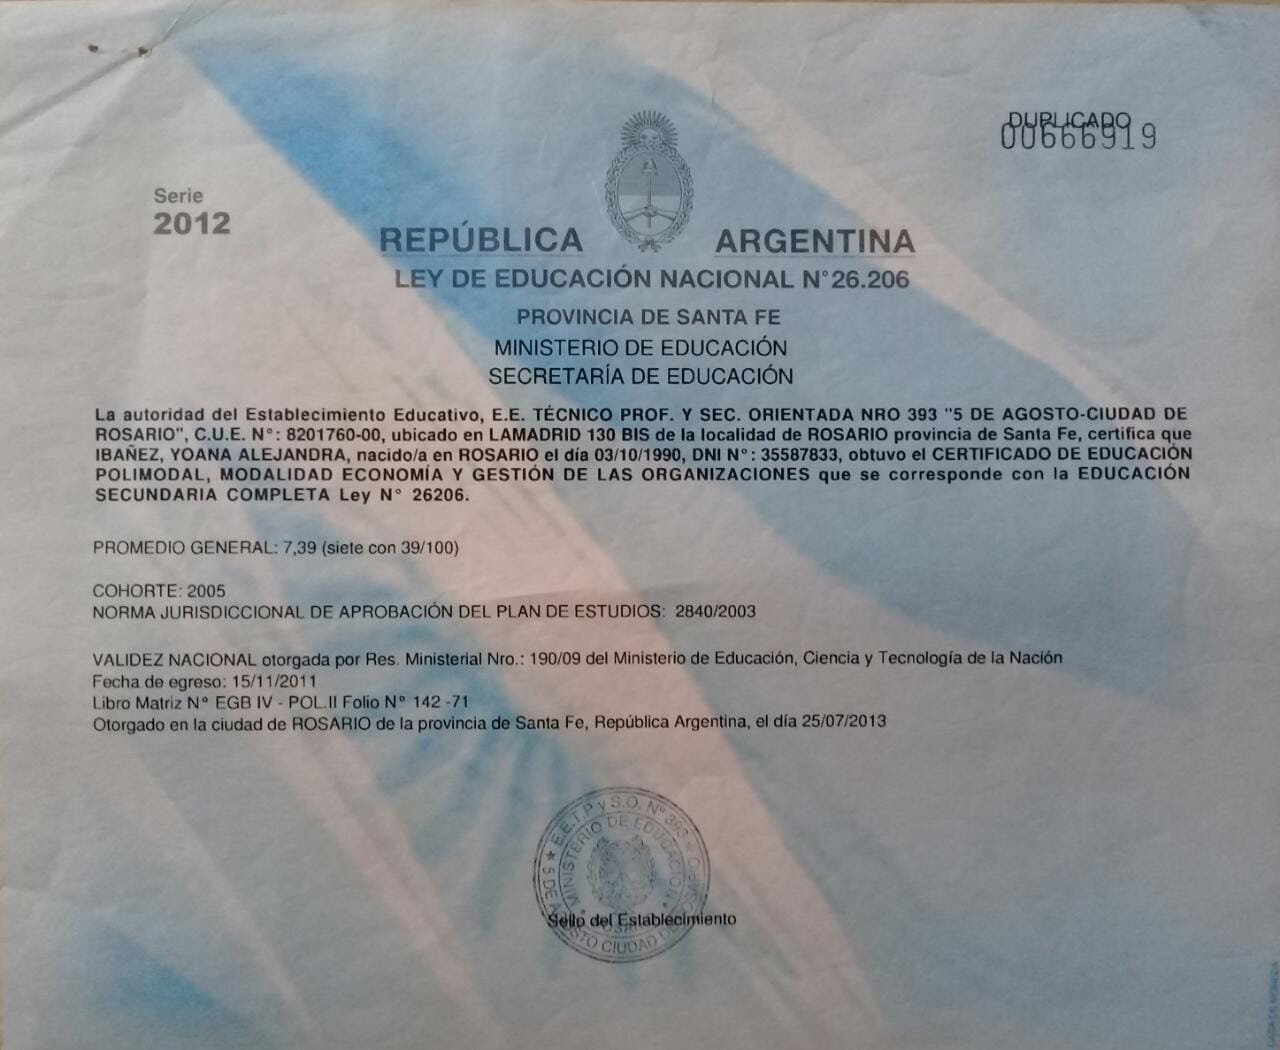 DUPLICADO
00666919
Serie
2012
REPÚBLICA ARGENTINA
LEY DE EDUCACIÓN NACIONAL N°26.206
PROVINCIA DE SANTA FE
MINISTERIO DE EDUCACIÓN
SECRETARÍA DE EDUCACIÓN
La autoridad del Establecimiento Educativo, E.E. TÉCNICO PROF. Y SEC. ORIENTADA NRO 393 "5 DE AGOSTO-CIUDAD DE
ROSARIO", C.U.E. N°: 8201760-00, ubicado en LAMADRID 130 BIS de la localidad de ROSARIO provincia de Santa Fe, certifica que
IBAÑEZ, YOANA ALEJANDRA, nacido/a en ROSARIO el día 03/10/1990, DNI N°: 35587833, obtuvo el CERTIFICADO DE EDUCACIÓN
POLIMODAL, MODALIDAD ECONOMÍA Y GESTIÓN DE LAS ORGANIZACIONES que se corresponde con la EDUCACIÓN
SECUNDARIA COMPLETA Ley N° 26206.
PROMEDIO GENERAL: 7,39 (siete con 39/100)
COHORTE: 2005
NORMA JURISDICCIONAL DE APROBACIÓN DEL PLAN DE ESTUDIOS: 2840/2003
VALIDEZ NACIONAL otorgada por Res. Ministerial Nro.: 190/09 del Ministerio de Educación, Ciencia y Tecnología de la Nación
Fecha de egreso: 15/11/2011
Libro Matriz N° EGB IV - POL.II Folio N° 142 -71
Otorgado en la ciudad de ROSARIO de la provincia de Santa Fe, República Argentina, el día 25/07/2013
E.E.T.P y S.O. N° 393
★ 5 DE AGOSTO CIUDAD DE ROSARIO
MINISTERIO DE EDUCACION
Sello del Establecimiento